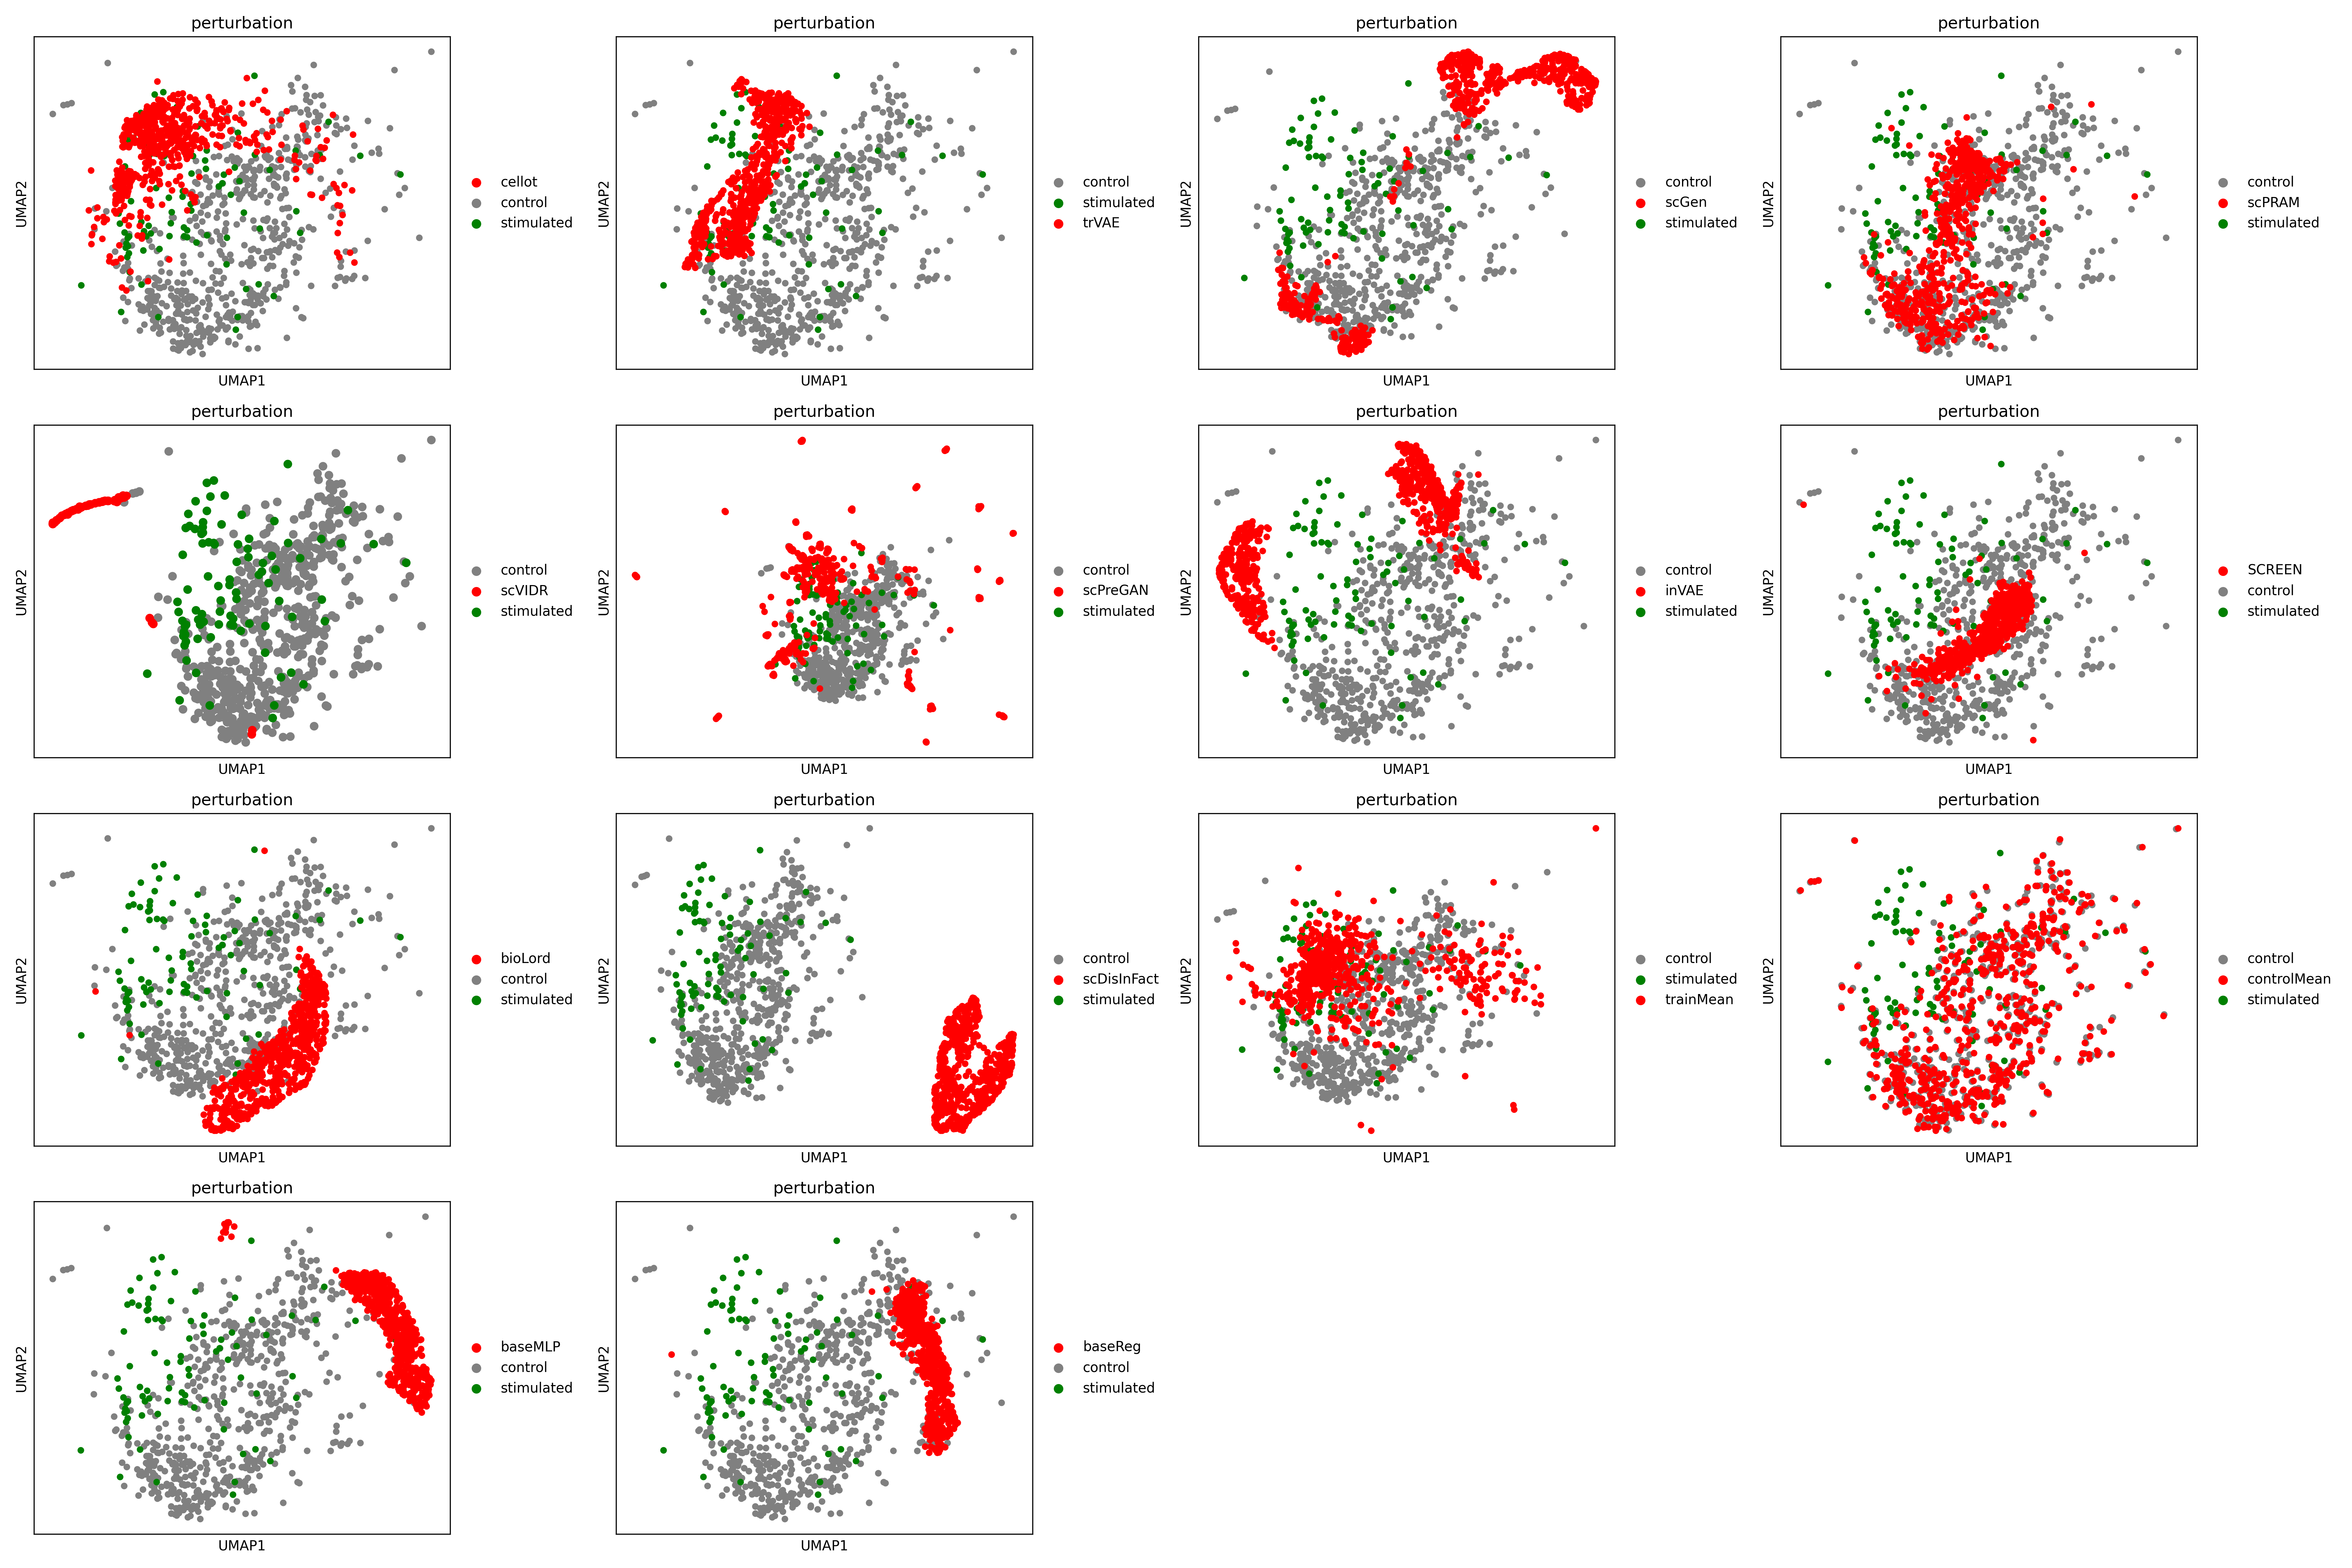 perturbation
UMAP2
cellot
control
stimulated
UMAP1
perturbation
UMAP2
control
stimulated
trVAE
UMAP1
perturbation
UMAP2
control
scGen
stimulated
UMAP1
perturbation
UMAP2
control
scPRAM
stimulated
UMAP1
perturbation
UMAP2
control
scVIDR
stimulated
UMAP1
perturbation
UMAP2
control
scPreGAN
stimulated
UMAP1
perturbation
UMAP2
control
inVAE
stimulated
UMAP1
perturbation
UMAP2
SCREEN
control
stimulated
UMAP1
perturbation
UMAP2
bioLord
control
stimulated
UMAP1
perturbation
UMAP2
control
scDisInFact
stimulated
UMAP1
perturbation
UMAP2
control
stimulated
trainMean
UMAP1
perturbation
UMAP2
control
controlMean
stimulated
UMAP1
perturbation
UMAP2
baseMLP
control
stimulated
UMAP1
perturbation
UMAP2
baseReg
control
stimulated
UMAP1